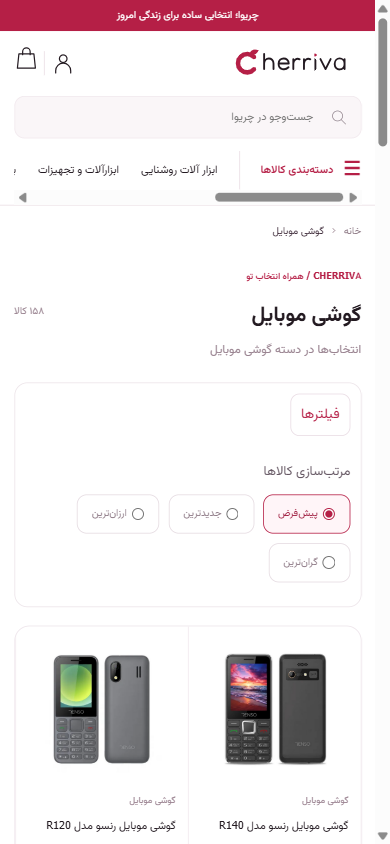 چریوا؛ انتخابی ساده برای زندگی امروز
Cherriva
جست‌وجو در چریوا
دسته‌بندی کالاها
ابزار آلات روشنایی
ابزارآلات و تجهیزات
خانه > گوشی موبایل
CHERRIVA / همراه انتخاب تو
گوشی موبایل
۱۵۸ کالا
انتخاب‌ها در دسته گوشی موبایل
فیلترها
مرتب‌سازی کالاها
پیش‌فرض
جدیدترین
ارزان‌ترین
گران‌ترین
گوشی موبایل
گوشی موبایل رنسو مدل R140
گوشی موبایل
گوشی موبایل رنسو مدل R120